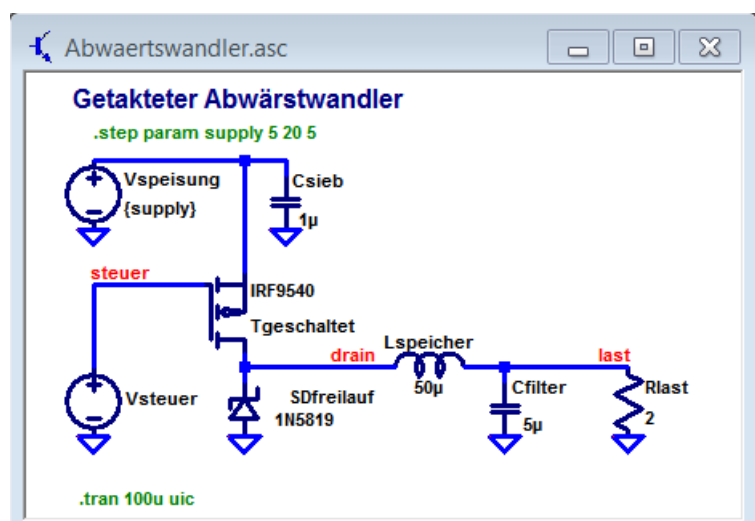 Abwaertswandler.asc
Getakteter Abwärstwandler
.step param supply 5 20 5
Vspeisung
{supply}
Csieb
1µ
steuer
IRF9540
Tgeschaltet
Lspeicher
drain
last
50µ
Vsteuer
SDfreilauf
1N5819
Cfilter
5µ
Rlast
2
.tran 100u uic